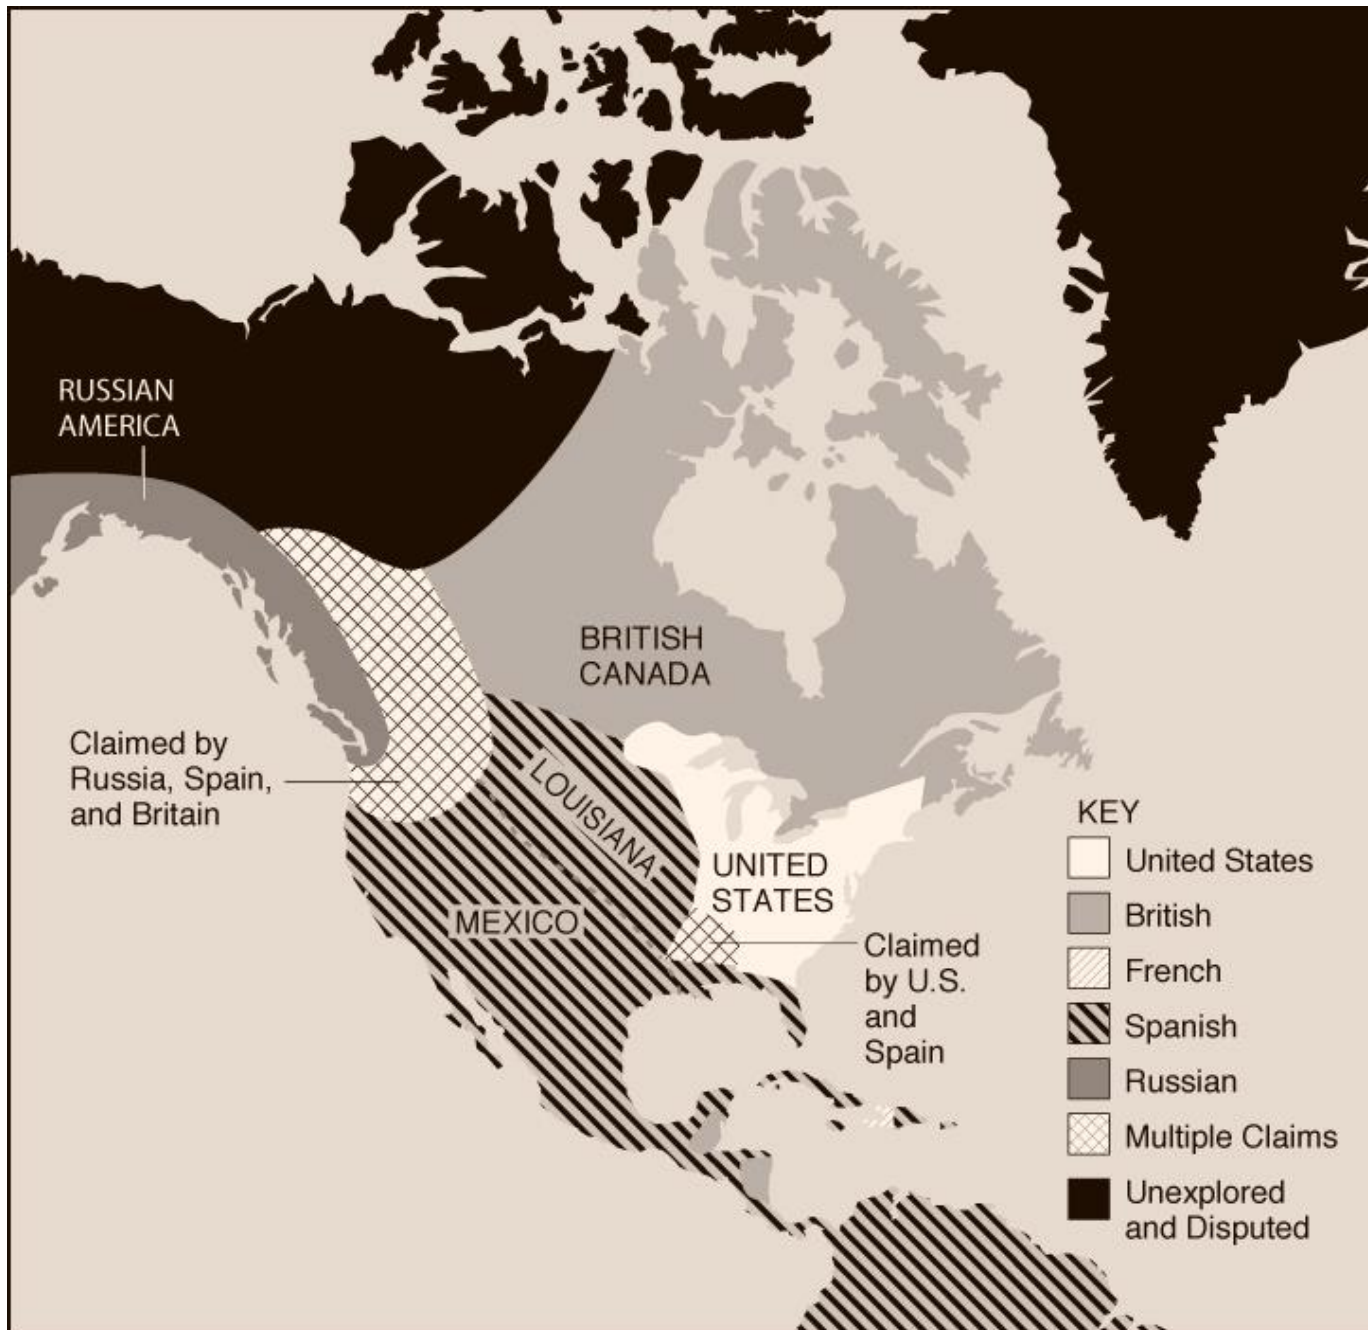 RUSSIAN
AMERICA
BRITISH
CANADA
Claimed by
Russia, Spain,
and Britain
LOUISIANA
UNITED
STATES
MEXICO
Claimed
by U.S.
and
Spain
KEY
United States
British
French
Spanish
Russian
Multiple Claims
Unexplored
and Disputed